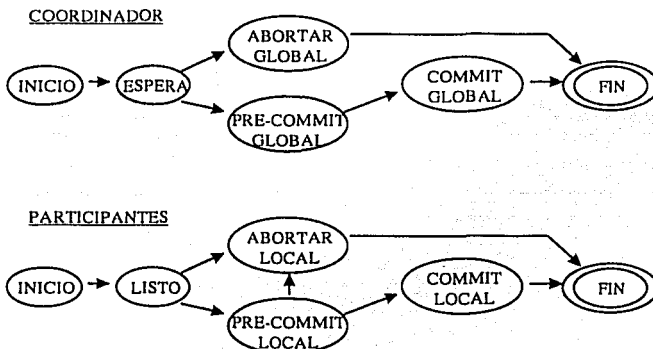 COORDINADOR
ABORTAR
GLOBAL
INICIO
ESPERA
PRE-COMMIT
GLOBAL
COMMIT
GLOBAL
FIN
PARTICIPANTES
ABORTAR
LOCAL
INICIO
LISTO
PRE-COMMIT
LOCAL
COMMIT
LOCAL
FIN